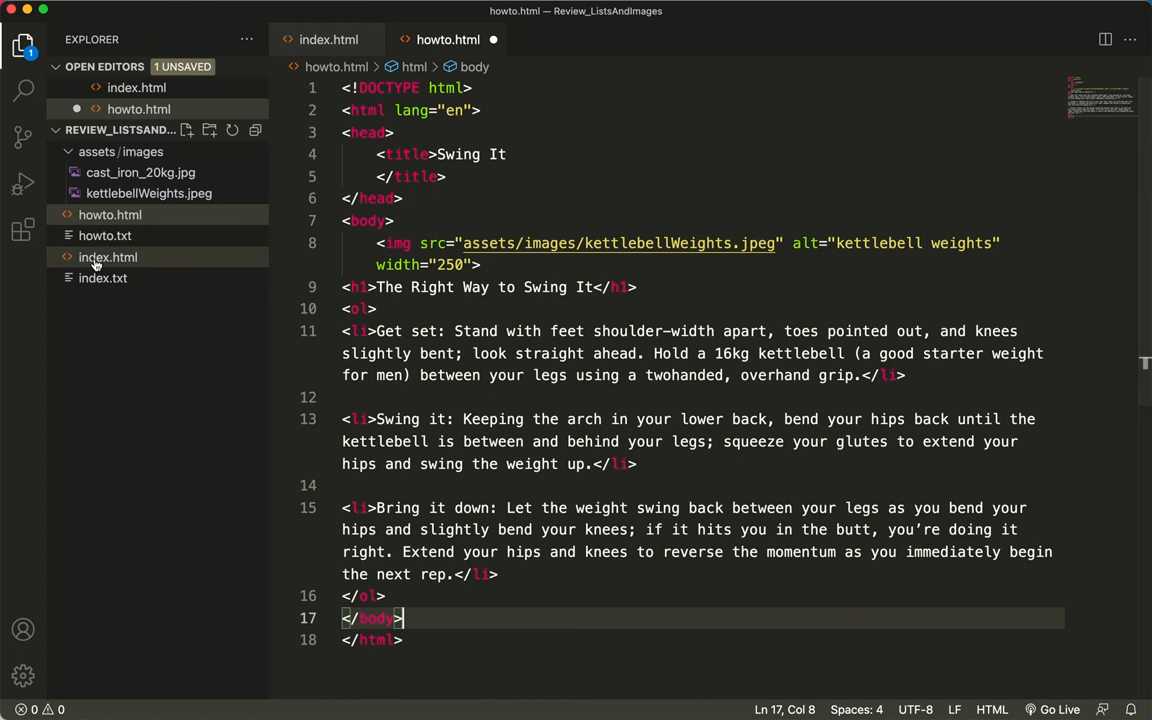 howto.html — Review_ListsAndImages
EXPLORER
index.html
howto.html
OPEN EDITORS 1 UNSAVED
howto.html > html > body
index.html
howto.html
REVIEW_LISTSAND...
assets / images
cast_iron_20kg.jpg
kettlebellWeights.jpeg
howto.html
howto.txt
index.html
index.txt
1 <!DOCTYPE html>
2 <html lang="en">
3 <head>
4 <title>Swing It
5 </title>
6 </head>
7 <body>
8 <img src="assets/images/kettlebellWeights.jpeg" alt="kettlebell weights"
width="250">
9 <h1>The Right Way to Swing It</h1>
10 <ol>
11 <li>Get set: Stand with feet shoulder-width apart, toes pointed out, and knees
slightly bent; look straight ahead. Hold a 16kg kettlebell (a good starter weight
for men) between your legs using a twohanded, overhand grip.</li>
12
13 <li>Swing it: Keeping the arch in your lower back, bend your hips back until the
kettlebell is between and behind your legs; squeeze your glutes to extend your
hips and swing the weight up.</li>
14
15 <li>Bring it down: Let the weight swing back between your legs as you bend your
hips and slightly bend your knees; if it hits you in the butt, you’re doing it
right. Extend your hips and knees to reverse the momentum as you immediately begin
the next rep.</li>
16 </ol>
17 </body>
18 </html>
1
0 0
Ln 17, Col 8
Spaces: 4
UTF-8
LF
HTML
Go Live